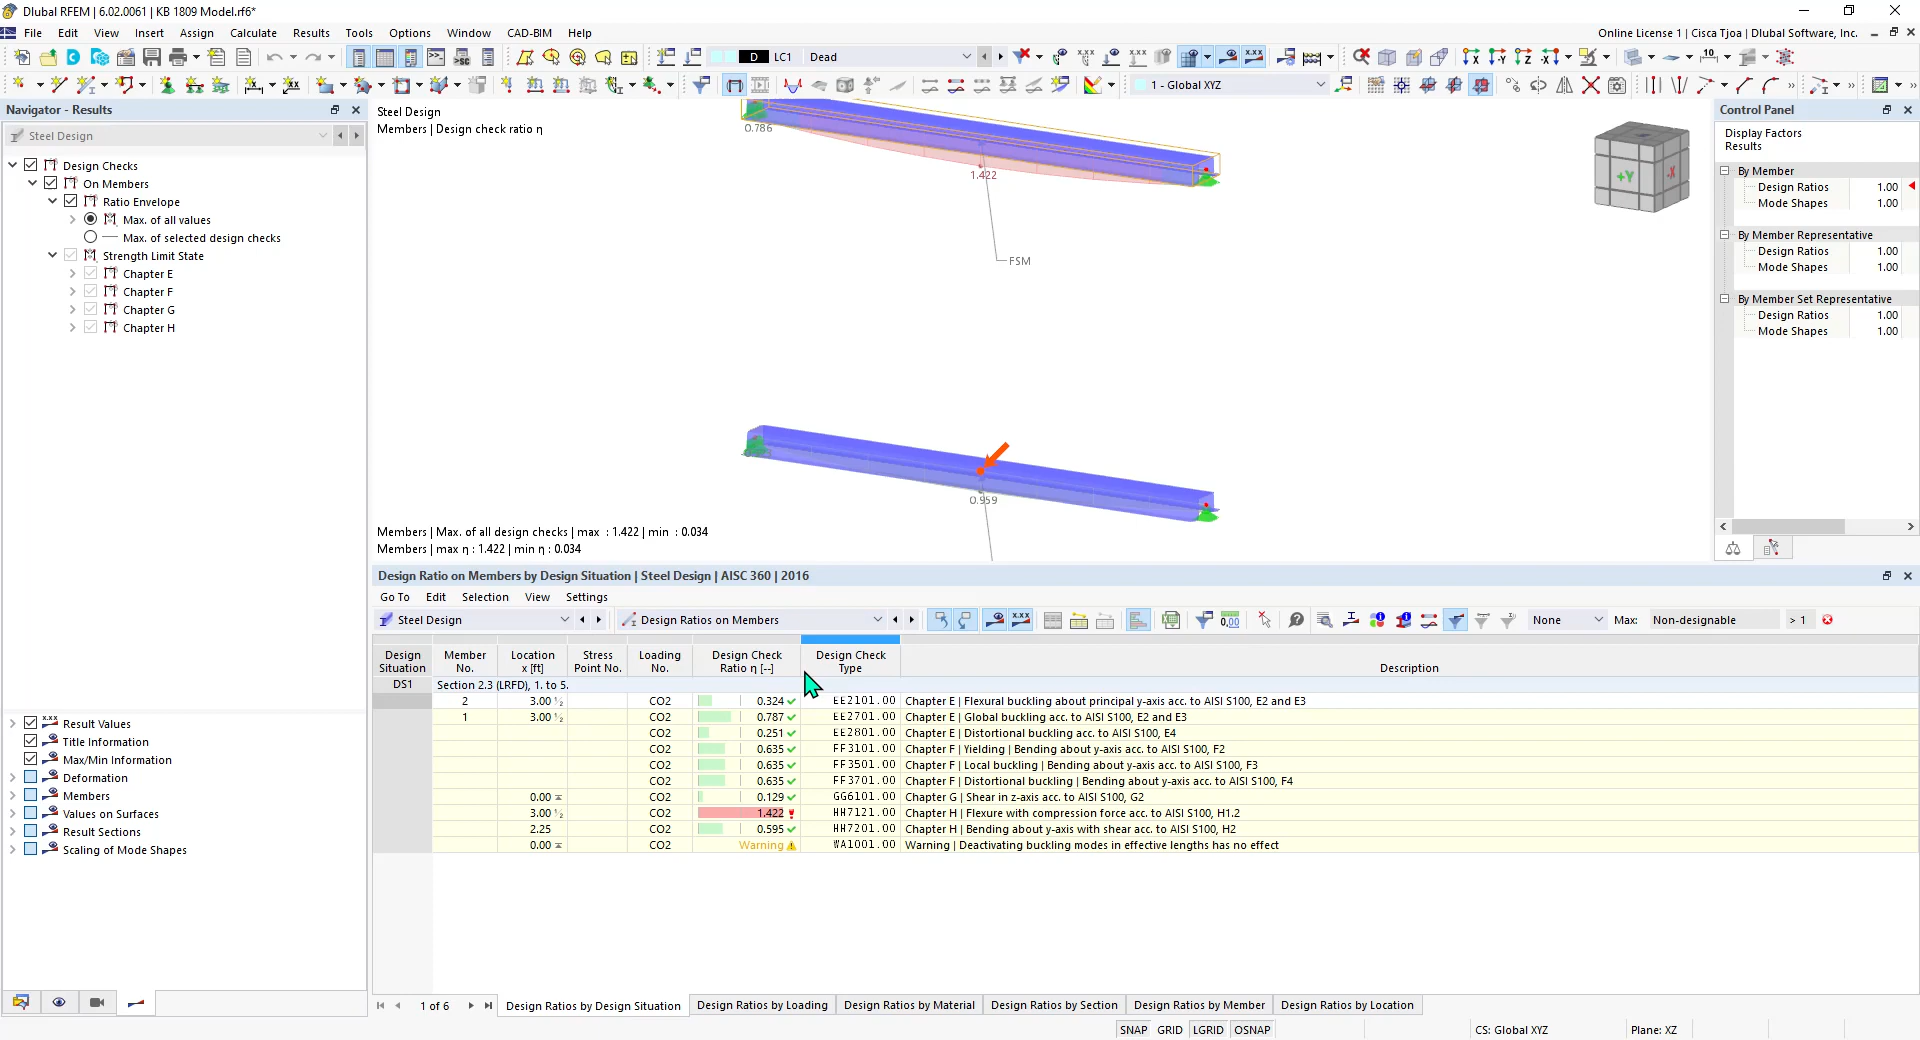 Dlubal RFEM | 6.02.0061 | KB 1809 Model.rf6*
File Edit View Insert Assign Calculate Results Tools Options Window CAD-BIM Help
Online License 1 | Cisca Tjoa | Dlubal Software, Inc.
D LC1 Dead
1 - Global XYZ
Navigator - Results
Steel Design
Design Checks
On Members
Ratio Envelope
Max. of all values
Max. of selected design checks
Strength Limit State
Chapter E
Chapter F
Chapter G
Chapter H
Result Values
Title Information
Max/Min Information
Deformation
Members
Values on Surfaces
Result Sections
Scaling of Mode Shapes
Steel Design
Members | Design check ratio η
0.786
1.422
FSM
0.959
+Y -X
Members | Max. of all design checks | max : 1.422 | min : 0.034
Members | max η : 1.422 | min η : 0.034
Control Panel
Display Factors
Results
By Member
Design Ratios 1.00
Mode Shapes 1.00
By Member Representative
Design Ratios 1.00
Mode Shapes 1.00
By Member Set Representative
Design Ratios 1.00
Mode Shapes 1.00
Design Ratio on Members by Design Situation | Steel Design | AISC 360 | 2016
Go To Edit Selection View Settings
Steel Design Design Ratios on Members None Max: Non-designable > 1
Design Situation Member No. Location x [ft] Stress Point No. Loading No. Design Check Ratio η [--] Design Check Type Description
DS1 Section 2.3 (LRFD), 1. to 5.
2 3.00 ½ CO2 0.324 EE2101.00 Chapter E | Flexural buckling about principal y-axis acc. to AISI S100, E2 and E3
1 3.00 ½ CO2 0.787 EE2701.00 Chapter E | Global buckling acc. to AISI S100, E2 and E3
CO2 0.251 EE2801.00 Chapter E | Distortional buckling acc. to AISI S100, E4
CO2 0.635 FF3101.00 Chapter F | Yielding | Bending about y-axis acc. to AISI S100, F2
CO2 0.635 FF3501.00 Chapter F | Local buckling | Bending about y-axis acc. to AISI S100, F3
CO2 0.635 FF3701.00 Chapter F | Distortional buckling | Bending about y-axis acc. to AISI S100, F4
0.00 CO2 0.129 GG6101.00 Chapter G | Shear in z-axis acc. to AISI S100, G2
3.00 ½ CO2 1.422 HH7121.00 Chapter H | Flexure with compression force acc. to AISI S100, H1.2
2.25 CO2 0.595 HH7201.00 Chapter H | Bending about y-axis with shear acc. to AISI S100, H2
0.00 CO2 Warning WA1001.00 Warning | Deactivating buckling modes in effective lengths has no effect
1 of 6 Design Ratios by Design Situation Design Ratios by Loading Design Ratios by Material Design Ratios by Section Design Ratios by Member Design Ratios by Location
SNAP GRID LGRID OSNAP CS: Global XYZ Plane: XZ